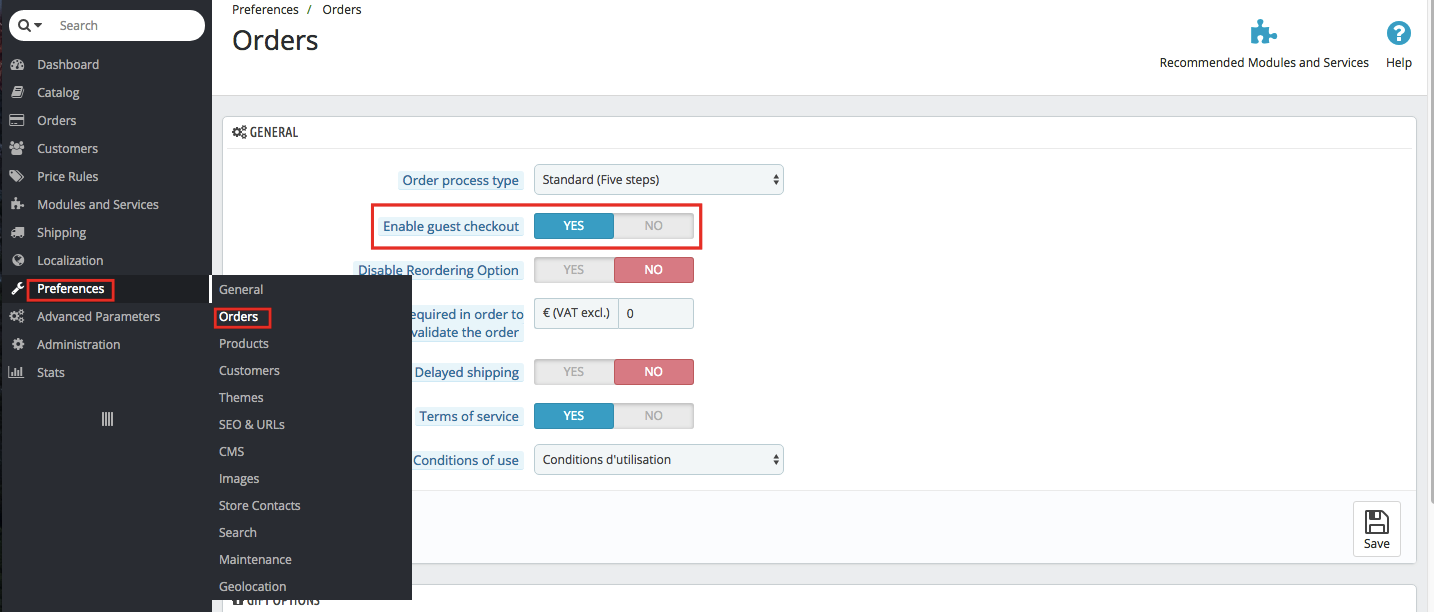 Search
Dashboard
Catalog
Orders
Customers
Price Rules
Modules and Services
Shipping
Localization
Preferences
Advanced Parameters
Administration
Stats
General
Orders
Products
Customers
Themes
SEO & URLs
CMS
Images
Store Contacts
Search
Maintenance
Geolocation
Preferences / Orders
Orders
Recommended Modules and Services
Help
GENERAL
Order process type Standard (Five steps)
Enable guest checkout YES NO
Disable Reordering Option YES NO
equired in order to
validate the order
€ (VAT excl.) 0
Delayed shipping YES NO
Terms of service YES NO
Conditions of use Conditions d'utilisation
Save
GIFT OPTIONS